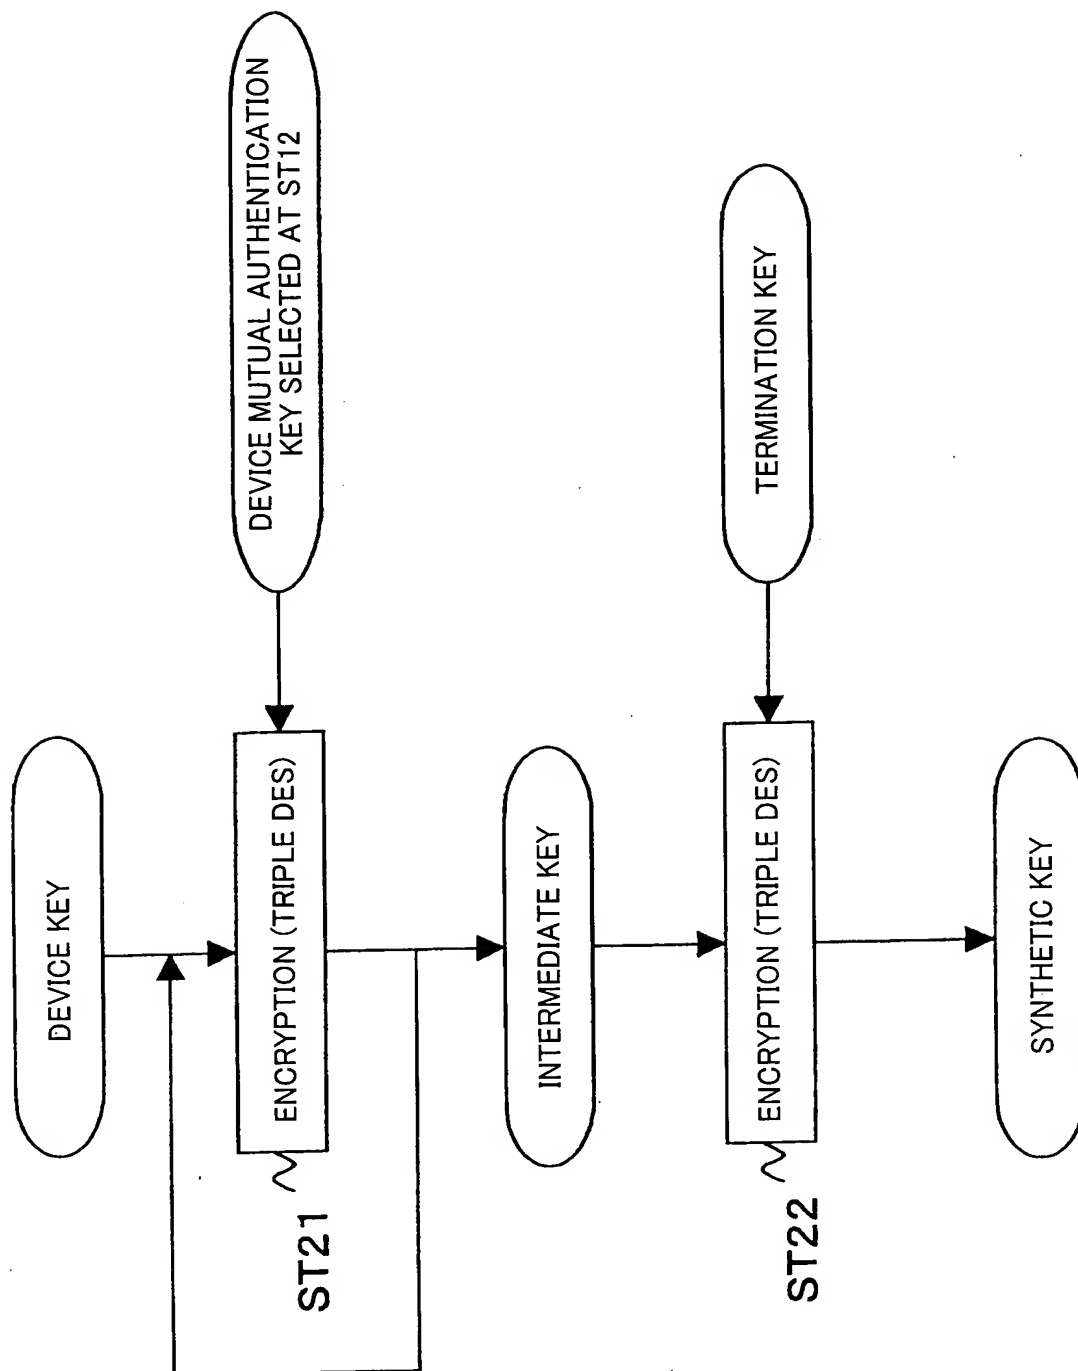 DEVICE KEY
DEVICE MUTUAL AUTHENTICATION
KEY SELECTED AT ST12
ENCRYPTION (TRIPLE DES)
ST21
INTERMEDIATE KEY
TERMINATION KEY
ENCRYPTION (TRIPLE DES)
ST22
SYNTHETIC KEY